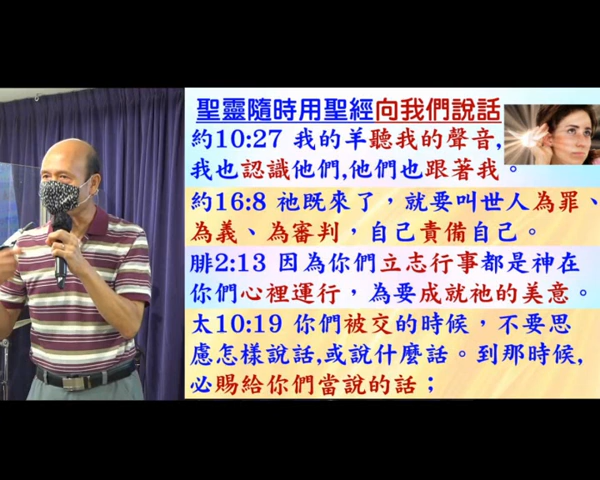 聖靈隨時用聖經向我們說話
約10:27 我的羊聽我的聲音,
我也認識他們,他們也跟著我。
約16:8 祂既來了，就要叫世人為罪、
為義、為審判，自己責備自己。
腓2:13 因為你們立志行事都是神在
你們心裡運行，為要成就祂的美意。
太10:19 你們被交的時候，不要思
慮怎樣說話,或說什麼話。到那時候,
必賜給你們當說的話；